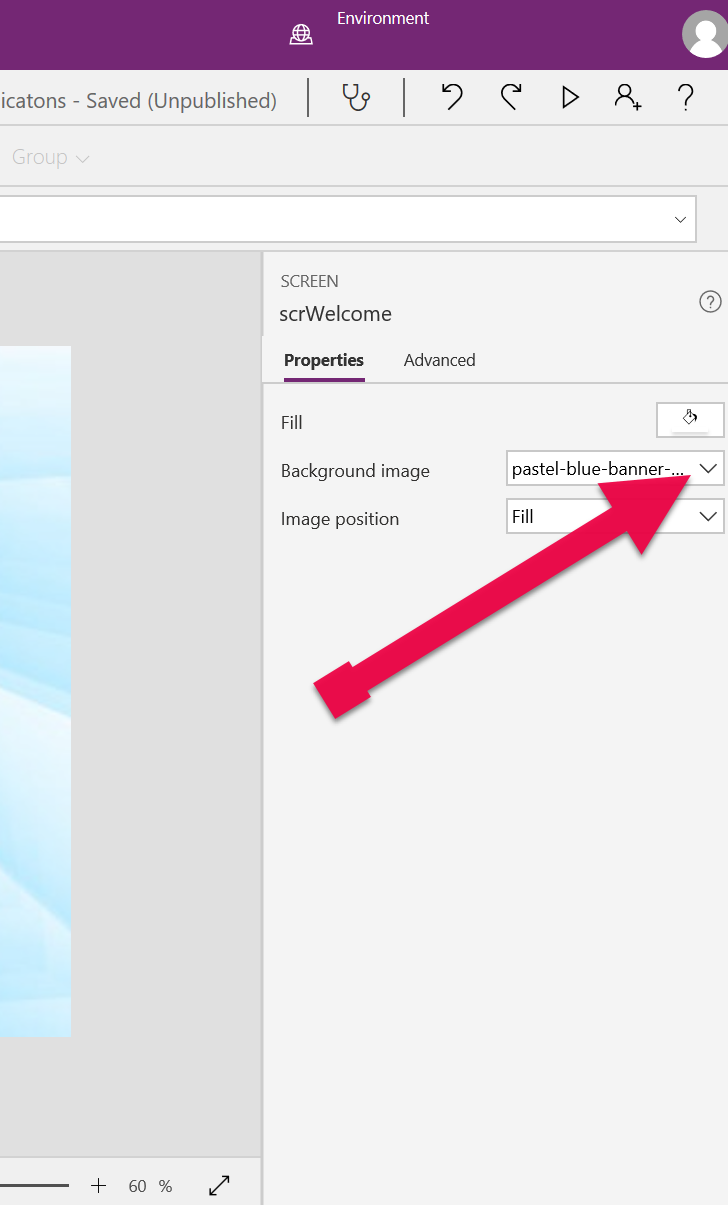 Environment
icatons - Saved (Unpublished)
Group
SCREEN
scrWelcome
Properties Advanced
Fill
Background image pastel-blue-banner-...
Image position Fill
60 %